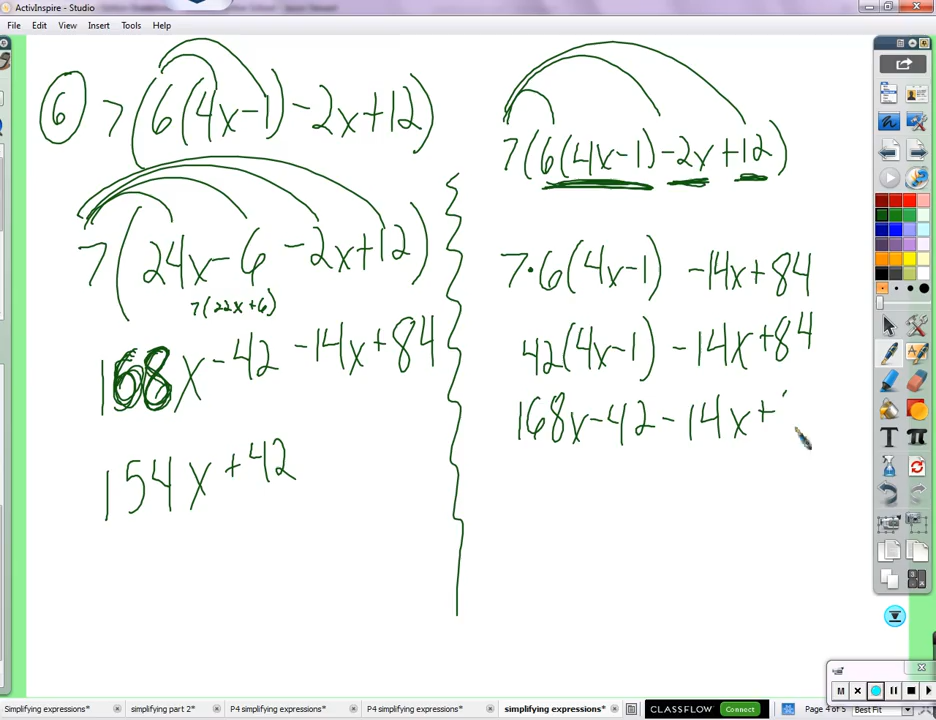 ActivInspire - Studio
File Edit View Insert Tools Help
6 7(6(4x-1)-2x+12)
7(24x-6-2x+12)
7(22x+6)
168x-42-14x+84
154x+42
7(6(4x-1)-2x+12)
7·6(4x-1) -14x+84
42(4x-1) -14x+84
168x-42-14x+
Simplifying expressions* simplifying part 2* P4 simplifying expressions* P4 simplifying expressions* simplifying expressions* CLASSFLOW Connect Page 4 of 5 Best Fit